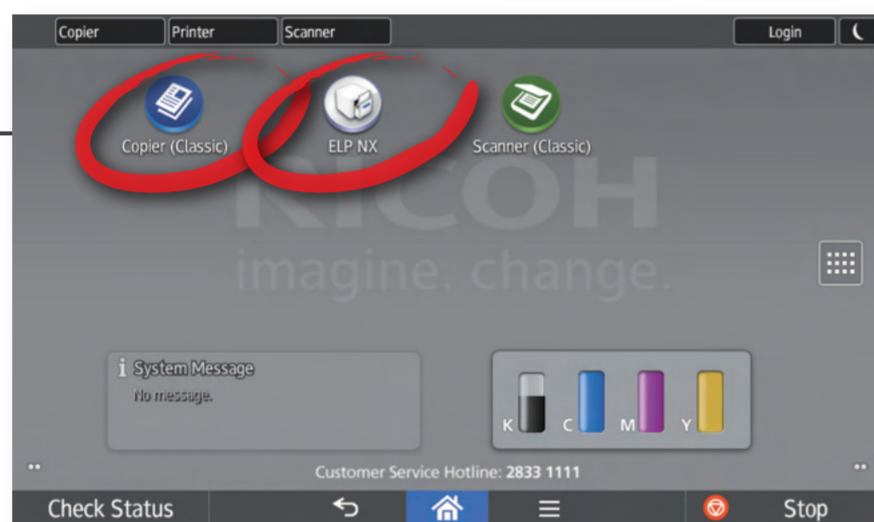 Copier Printer Scanner Login
Copier (Classic) ELP NX Scanner (Classic)
RICOH
imagine. change.
i System Message
No message.
K C M Y
Customer Service Hotline: 2833 1111
Check Status Stop